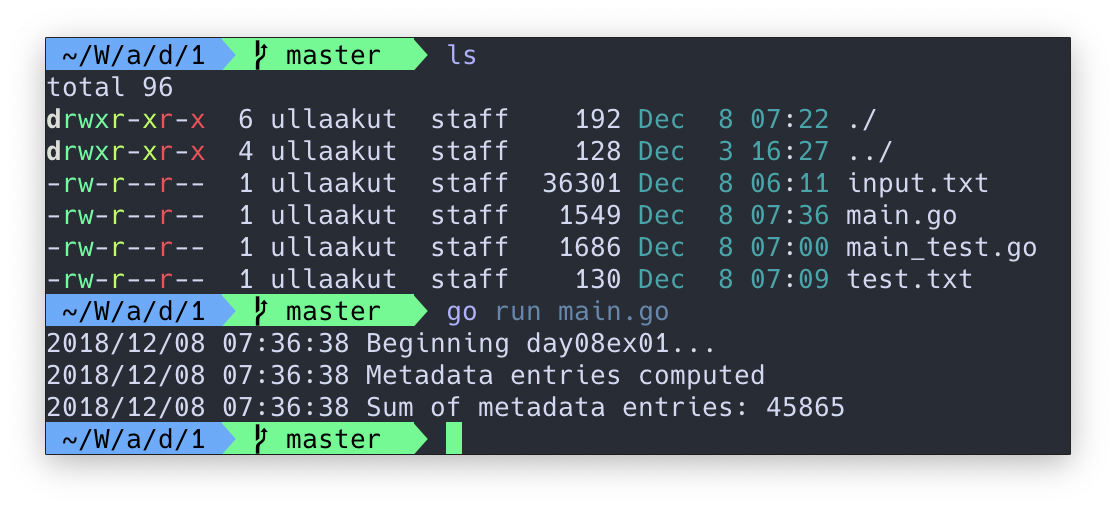 ~/W/a/d/1 master ls
total 96
drwxr-xr-x 6 ullaakut staff 192 Dec 8 07:22 ./
drwxr-xr-x 4 ullaakut staff 128 Dec 3 16:27 ../
-rw-r--r-- 1 ullaakut staff 36301 Dec 8 06:11 input.txt
-rw-r--r-- 1 ullaakut staff 1549 Dec 8 07:36 main.go
-rw-r--r-- 1 ullaakut staff 1686 Dec 8 07:00 main_test.go
-rw-r--r-- 1 ullaakut staff 130 Dec 8 07:09 test.txt
~/W/a/d/1 master go run main.go
2018/12/08 07:36:38 Beginning day08ex01...
2018/12/08 07:36:38 Metadata entries computed
2018/12/08 07:36:38 Sum of metadata entries: 45865
~/W/a/d/1 master